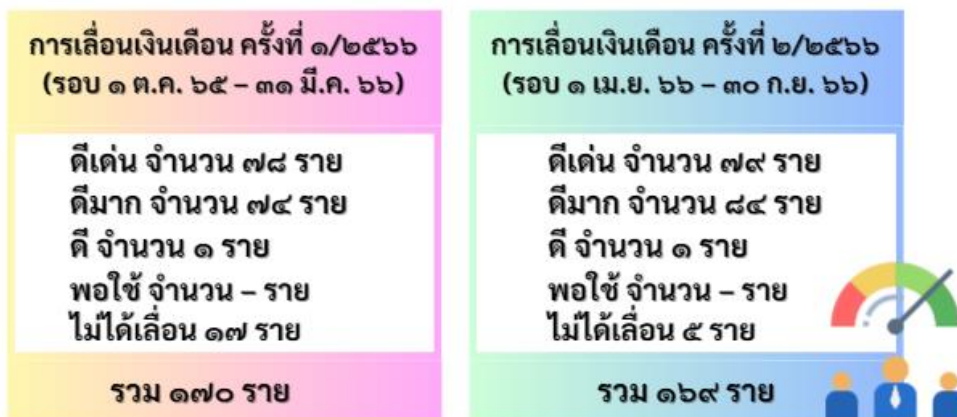 การเลื่อนเงินเดือน ครั้งที่ ๑/๒๕๖๖
(รอบ ๑ ต.ค. ๖๕ – ๓๑ มี.ค. ๖๖)
ดีเด่น จำนวน ๗๘ ราย
ดีมาก จำนวน ๗๔ ราย
ดี จำนวน ๑ ราย
พอใช้ จำนวน – ราย
ไม่ได้เลื่อน ๑๗ ราย
รวม ๑๗๐ ราย
การเลื่อนเงินเดือน ครั้งที่ ๒/๒๕๖๖
(รอบ ๑ เม.ย. ๖๖ – ๓๐ ก.ย. ๖๖)
ดีเด่น จำนวน ๗๙ ราย
ดีมาก จำนวน ๘๔ ราย
ดี จำนวน ๑ ราย
พอใช้ จำนวน – ราย
ไม่ได้เลื่อน ๕ ราย
รวม ๑๖๙ ราย